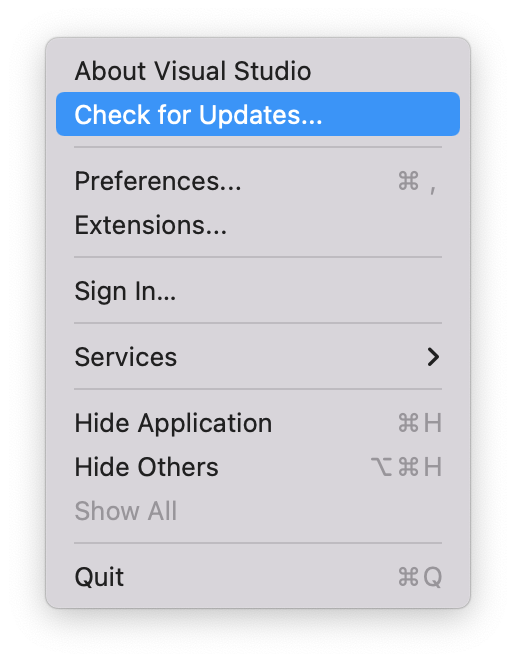 About Visual Studio
Check for Updates...
Preferences... ⌘ ,
Extensions...
Sign In...
Services
Hide Application ⌘H
Hide Others ⌥⌘H
Show All
Quit ⌘Q